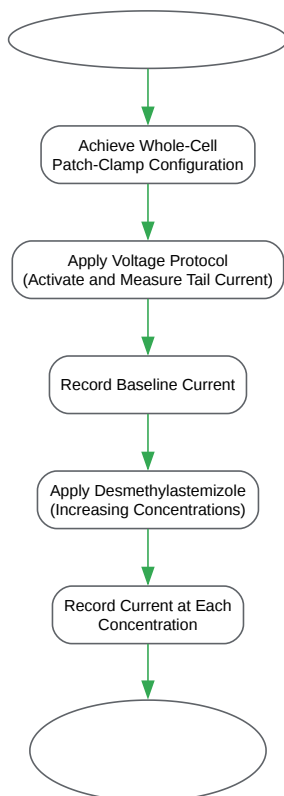 Achieve Whole-Cell
Patch-Clamp Configuration
Apply Voltage Protocol
(Activate and Measure Tail Current)
Record Baseline Current
Apply Desmethylastemizole
(Increasing Concentrations)
Record Current at Each
Concentration